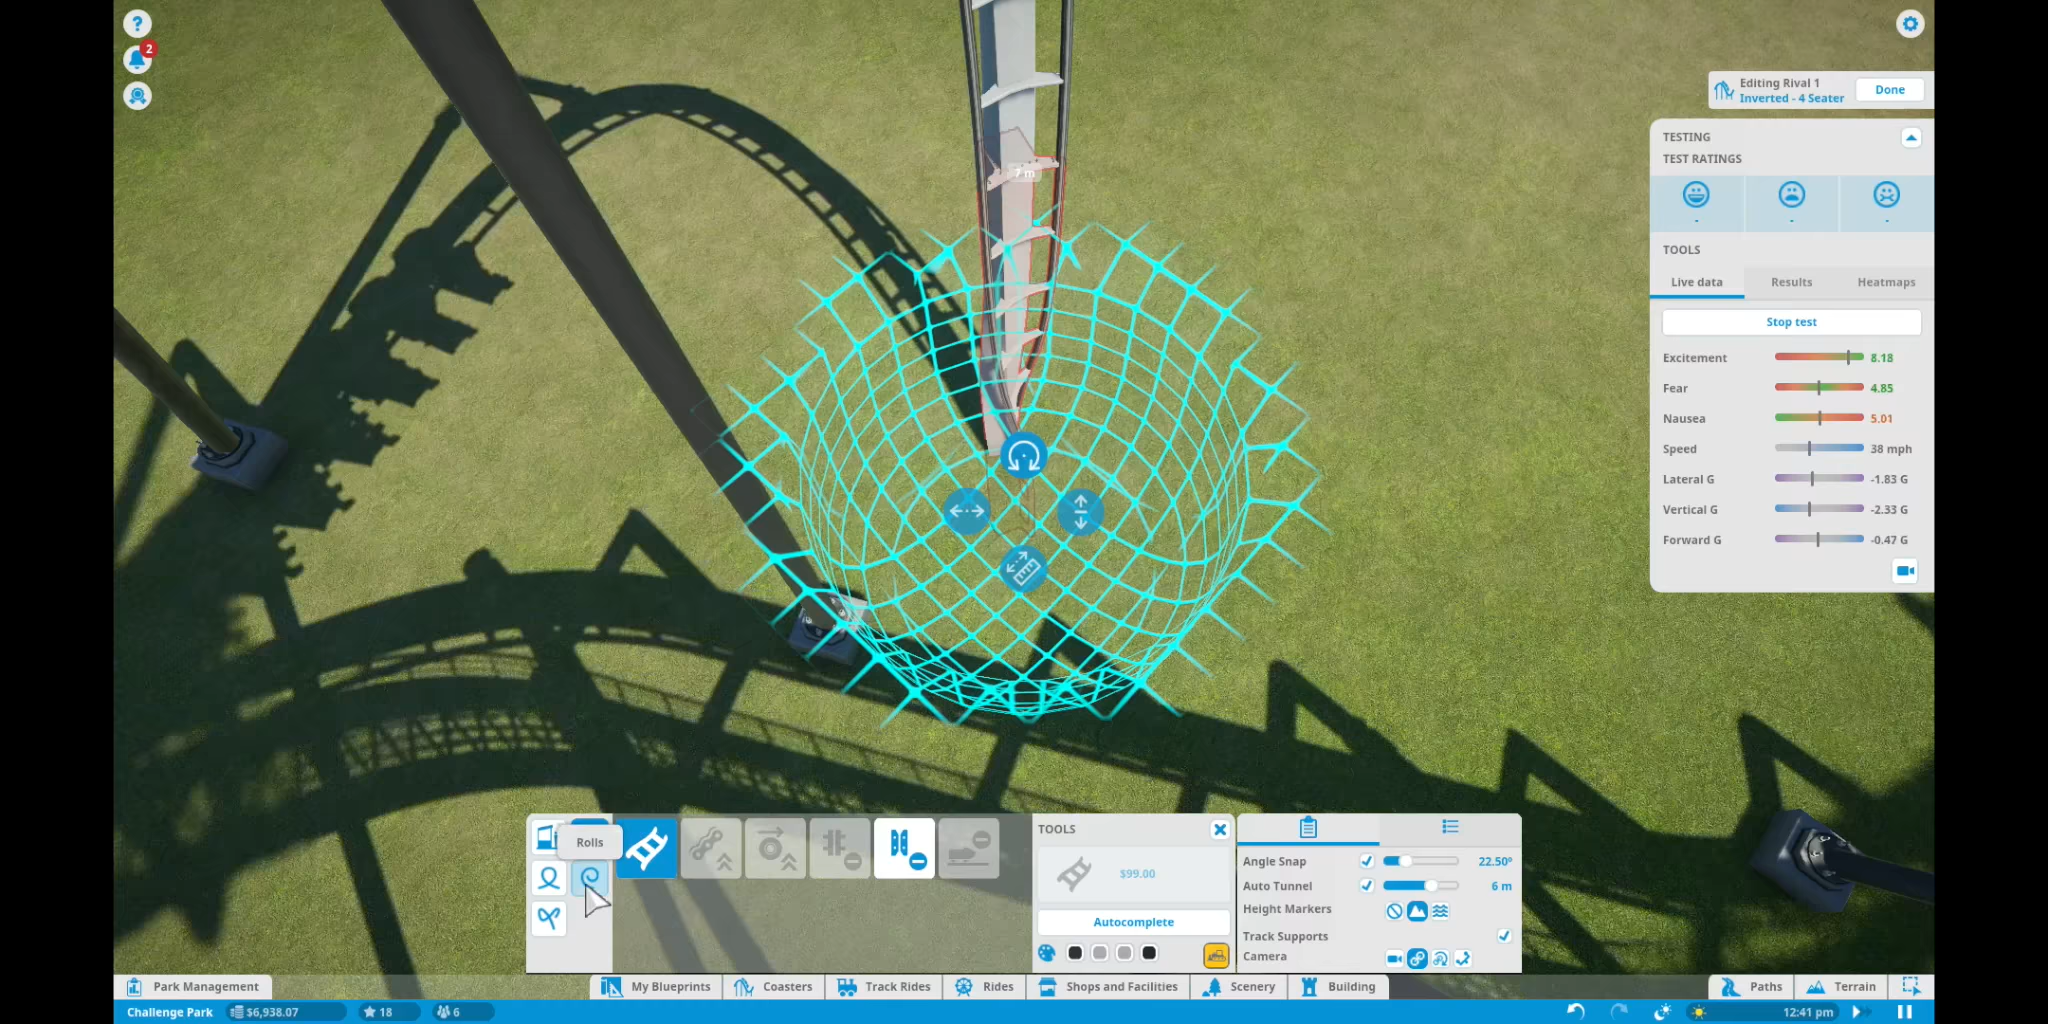 ?
2
Editing Rival 1
Inverted - 4 Seater
Done
TESTING
TEST RATINGS
- - -
TOOLS
Live data Results Heatmaps
Stop test
Excitement 8.18
Fear 4.85
Nausea 5.01
Speed 38 mph
Lateral G -1.83 G
Vertical G -2.33 G
Forward G -0.47 G
7 m
Rolls
TOOLS
$99.00
Autocomplete
Angle Snap 22.50°
Auto Tunnel 6 m
Height Markers
Track Supports
Camera
Park Management My Blueprints Coasters Track Rides Rides Shops and Facilities Scenery Building Paths Terrain
Challenge Park $6,938.07 18 6 12:41 pm